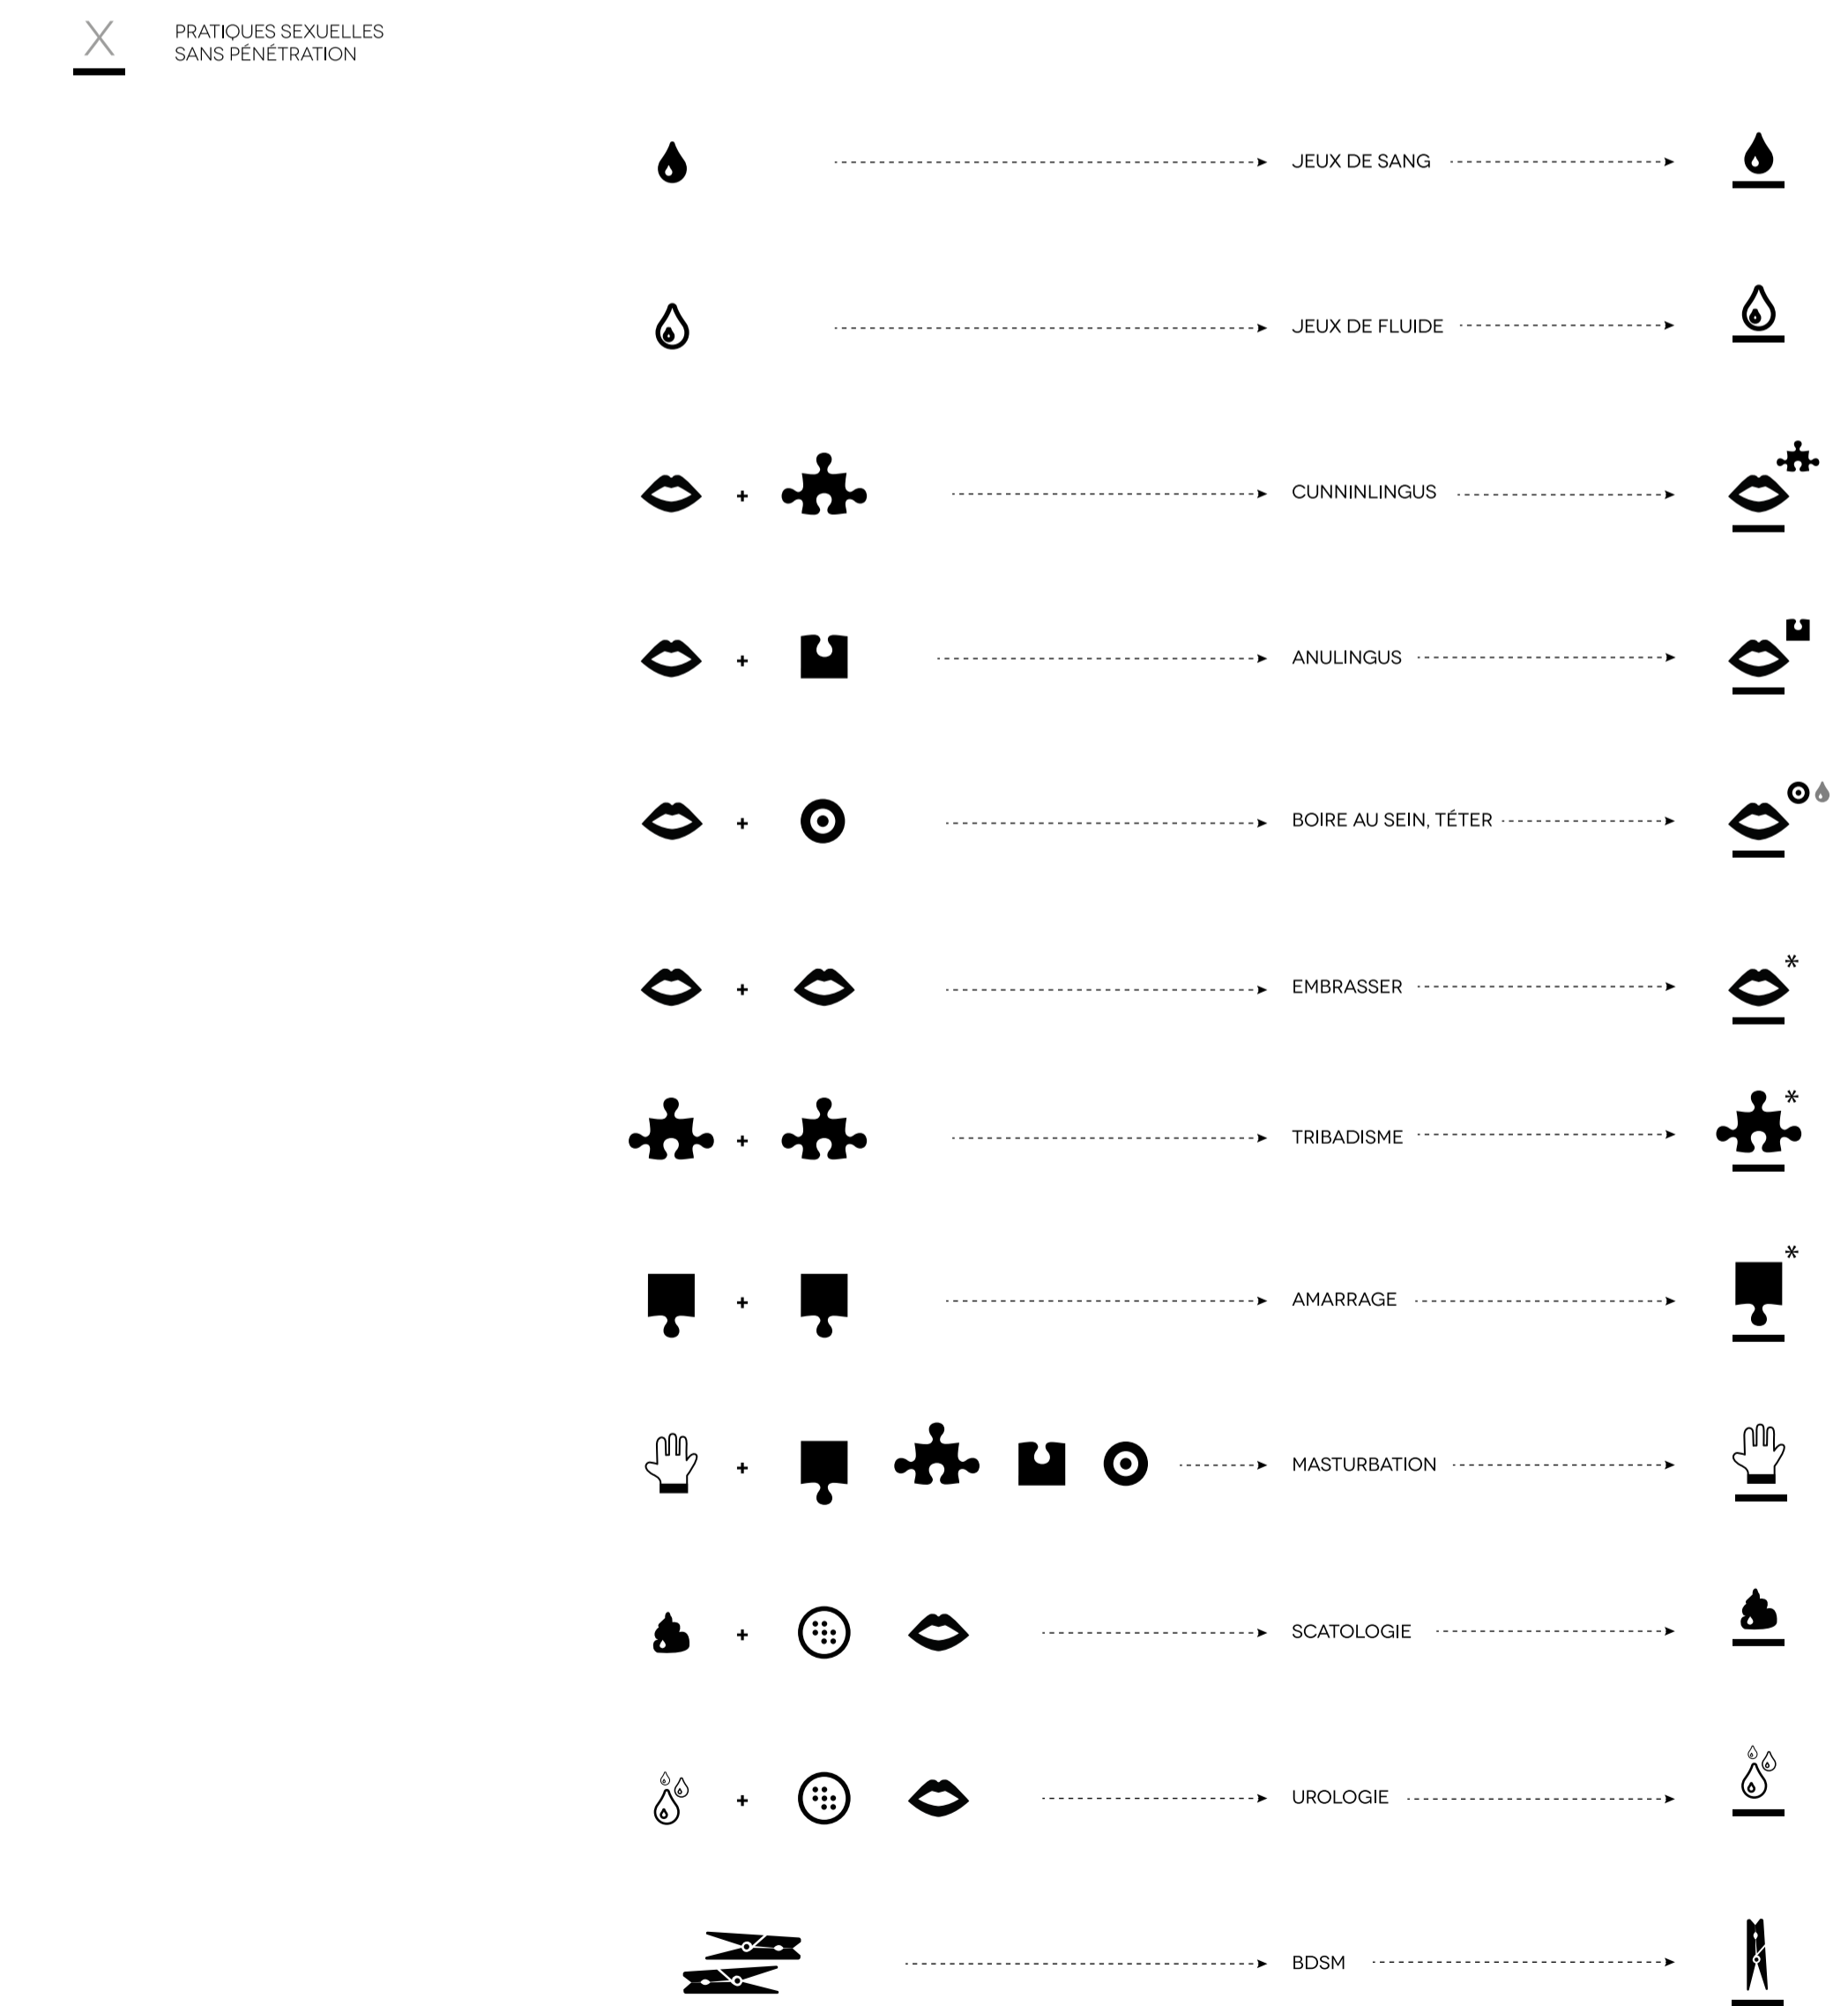 X
PRATIQUES SEXUELLES
SANS PÉNÉTRATION
JEUX DE SANG
JEUX DE FLUIDE
+ CUNNINLINGUS
+ ANULINGUS
+ BOIRE AU SEIN, TÉTER
+ EMBRASSER *
+ TRIBADISME *
+ AMARRAGE *
+ MASTURBATION
+ SCATOLOGIE
+ UROLOGIE
BDSM